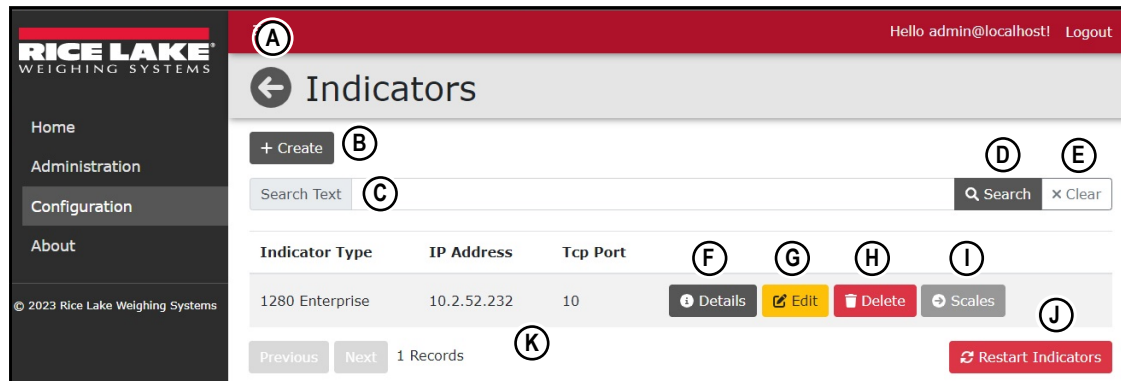 RICE LAKE®
WEIGHING SYSTEMS
Home
Administration
Configuration
About
© 2023 Rice Lake Weighing Systems
A
Hello admin@localhost! Logout
Indicators
+ Create B
Search Text C
D E
Search × Clear
Indicator Type IP Address Tcp Port
F G H I
1280 Enterprise 10.2.52.232 10 Details Edit Delete Scales
J
K
Previous Next 1 Records Restart Indicators